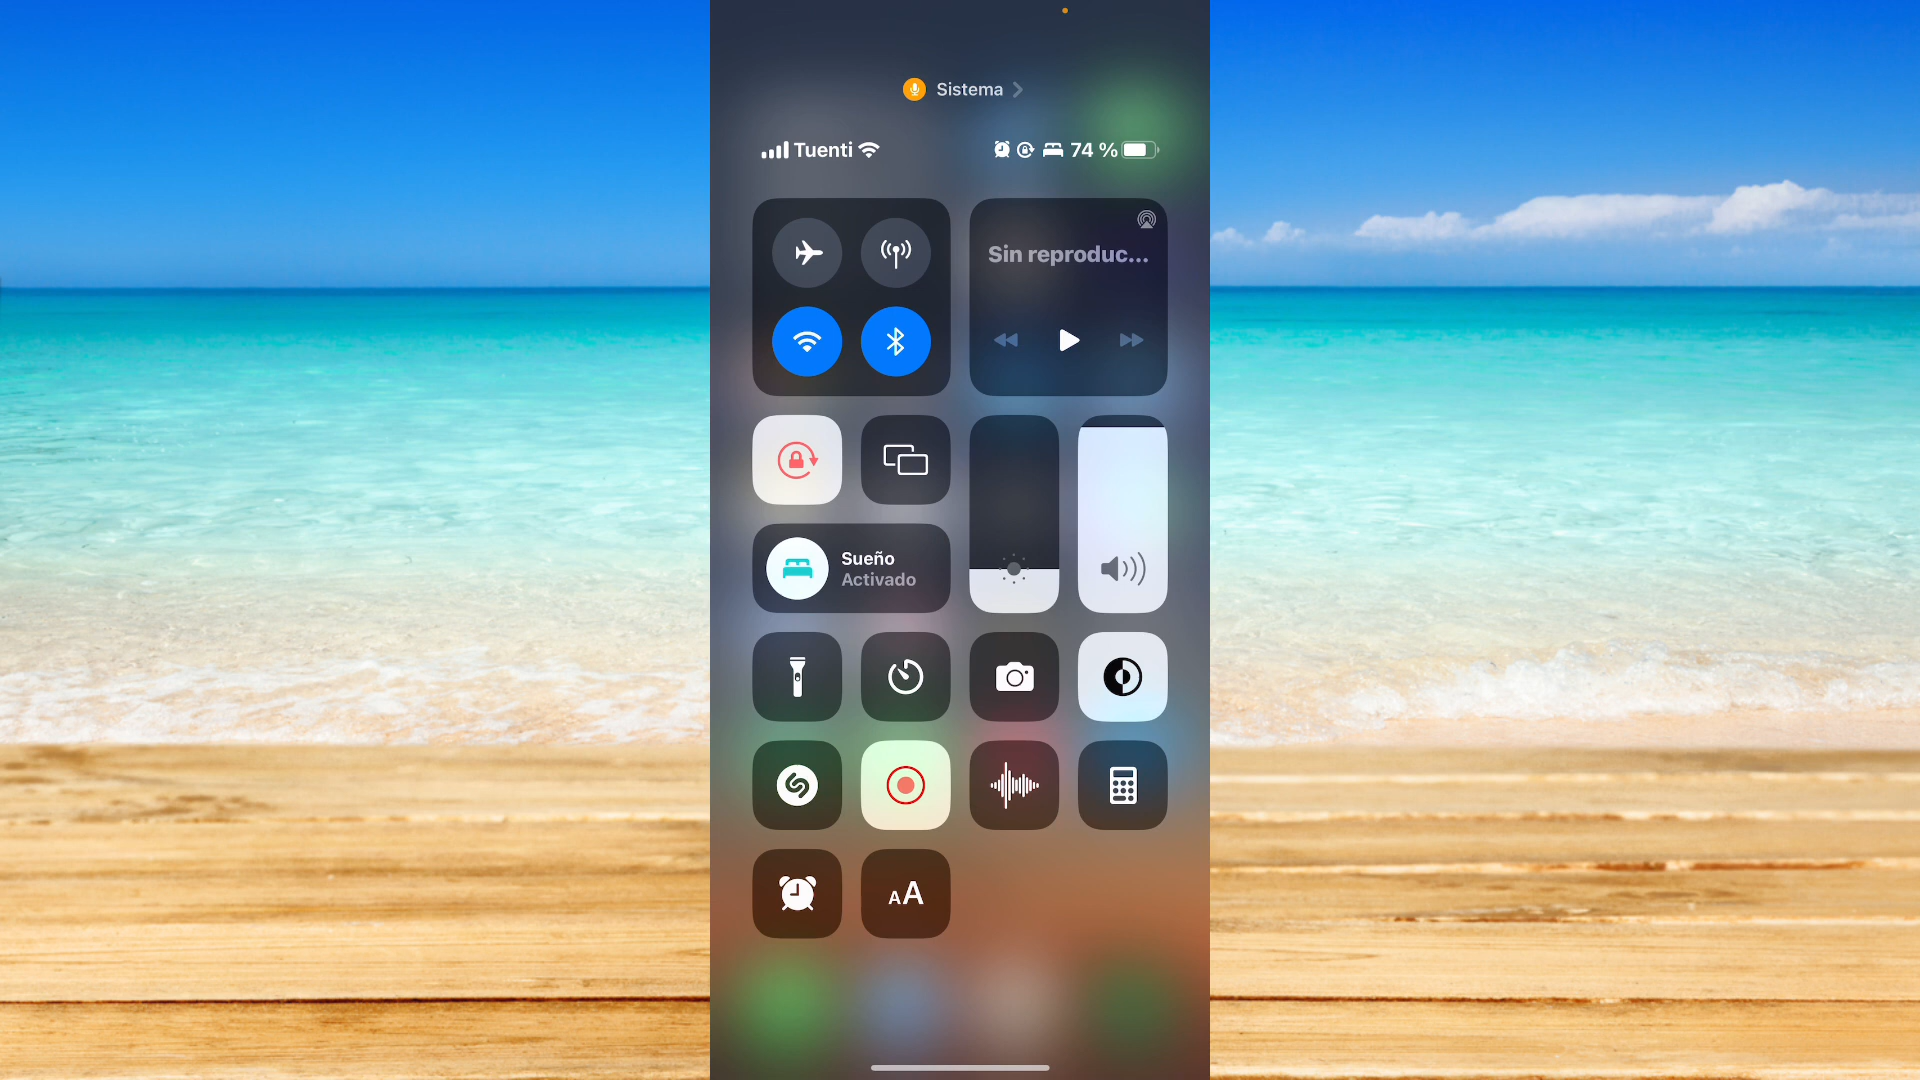 Sistema
Tuenti
74 %
Sin reproduc...
Sueño
Activado
AA